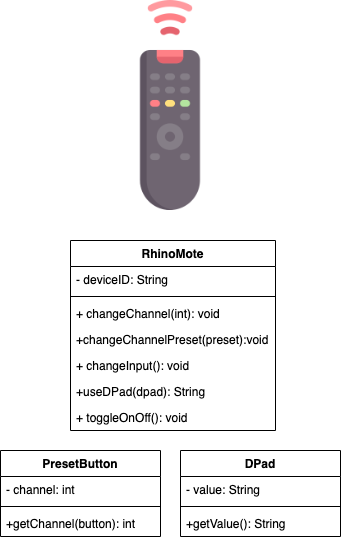 RhinoMote
- deviceID: String
+ changeChannel(int): void
+changeChannelPreset(preset):void
+ changeInput(): void
+useDPad(dpad): String
+ toggleOnOff(): void
PresetButton
- channel: int
+getChannel(button): int
DPad
- value: String
+getValue(): String